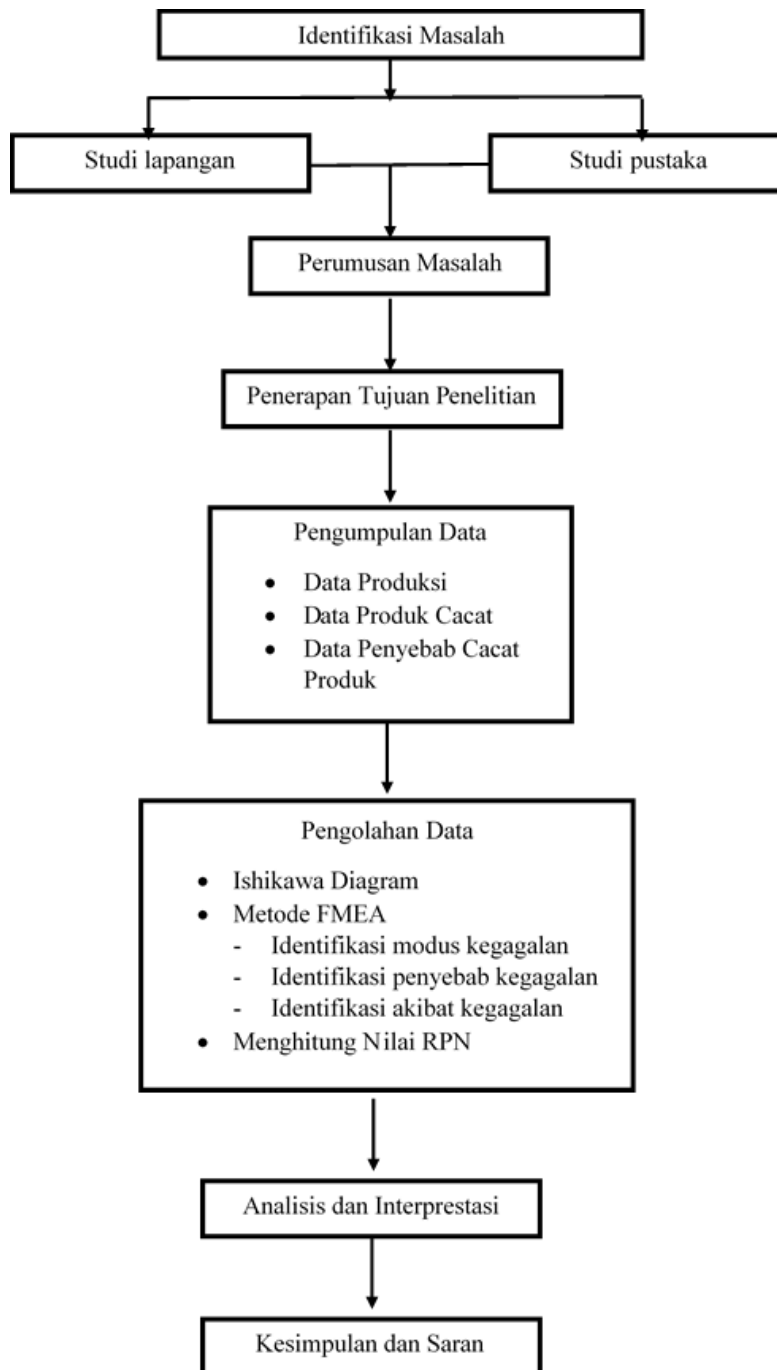 Identifikasi Masalah
Studi lapangan
Studi pustaka
Perumusan Masalah
Penerapan Tujuan Penelitian
Pengumpulan Data
• Data Produksi
• Data Produk Cacat
• Data Penyebab Cacat
Produk
Pengolahan Data
• Ishikawa Diagram
• Metode FMEA
- Identifikasi modus kegagalan
- Identifikasi penyebab kegagalan
- Identifikasi akibat kegagalan
• Menghitung Nilai RPN
Analisis dan Interprestasi
Kesimpulan dan Saran